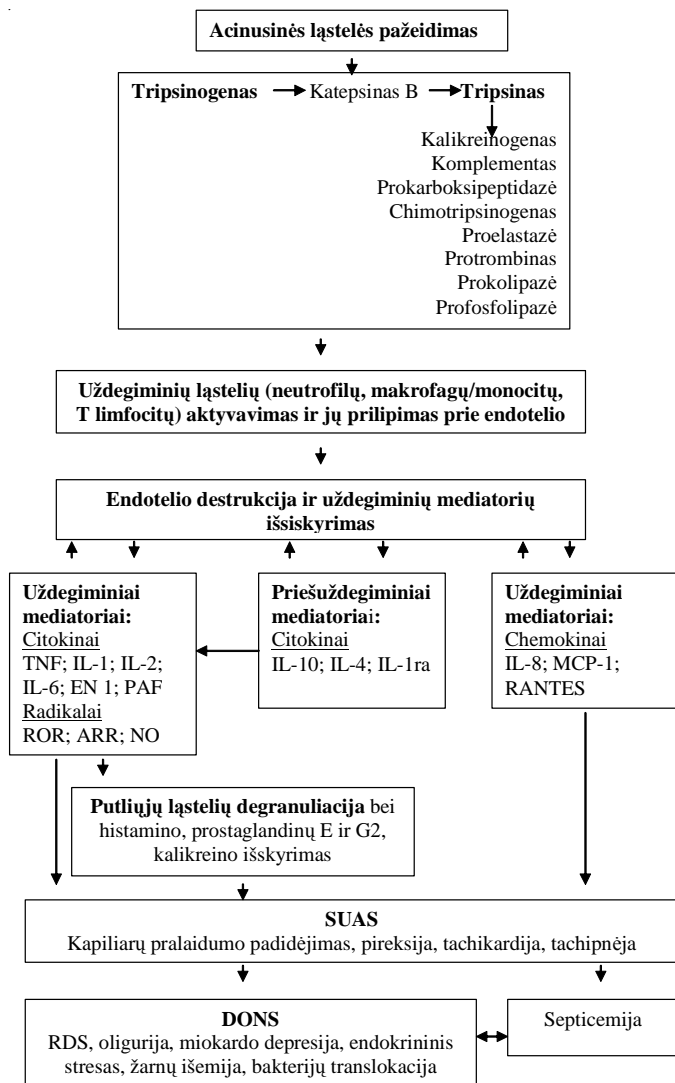 Acinusinės ląstelės pažeidimas
Tripsinogenas Katepsinas B Tripsinas
Kalikreinogenas
Komplementas
Prokarboksipeptidazė
Chimotripsinogenas
Proelastazė
Protrombinas
Prokolipazė
Profosfolipazė
Uždegiminių ląstelių (neutrofilų, makrofagų/monocitų,
T limfocitų) aktyvavimas ir jų prilipimas prie endotelio
Endotelio destrukcija ir uždegiminių mediatorių
išsiskyrimas
Uždegiminiai
mediatoriai:
Citokinai
TNF; IL-1; IL-2;
IL-6; EN 1; PAF
Radikalai
ROR; ARR; NO
Priešuždegiminiai
mediatoriai:
Citokinai
IL-10; IL-4; IL-1ra
Uždegiminiai
mediatoriai:
Chemokinai
IL-8; MCP-1;
RANTES
Putliųjų ląstelių degranuliacija bei
histamino, prostaglandinų E ir G2,
kalikreino išskyrimas
SUAS
Kapiliarų pralaidumo padidėjimas, pireksija, tachikardija, tachipnėja
DONS
RDS, oligurija, miokardo depresija, endokrininis
stresas, žarnų išemija, bakterijų translokacija
Septicemija